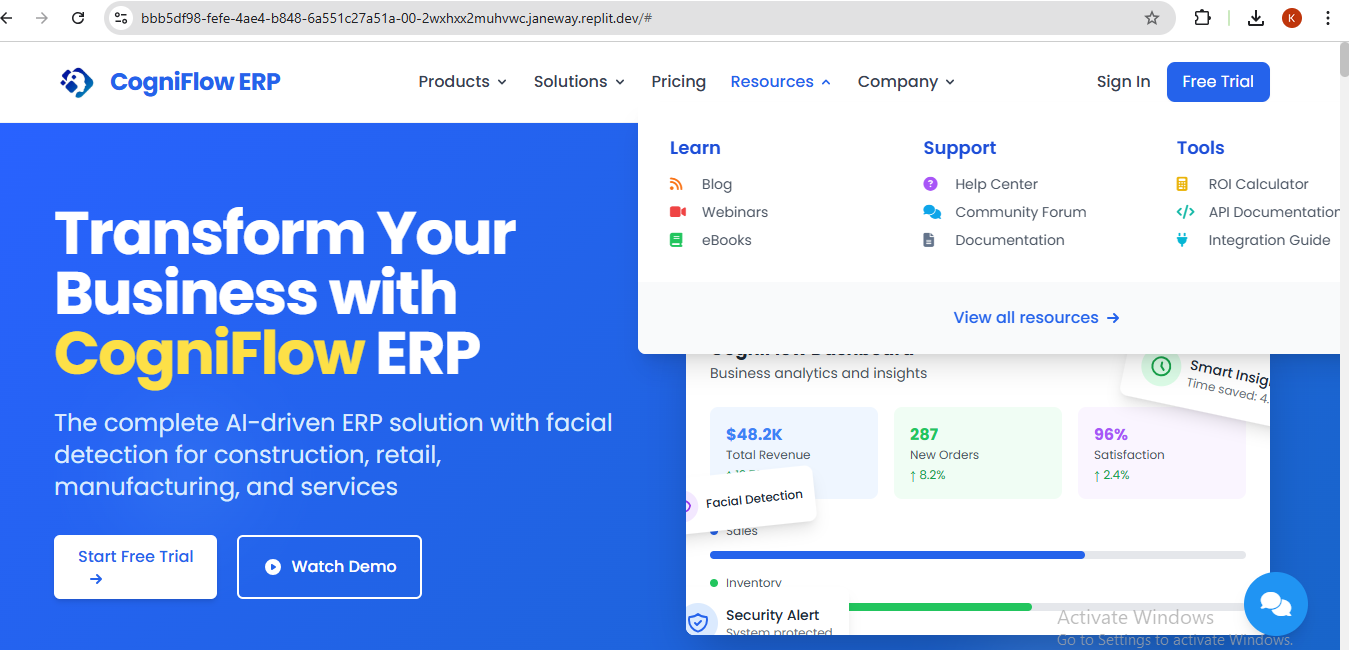 bbb5df98-fefe-4ae4-b848-6a551c27a51a-00-2wxhxx2muhvwc.janeway.replit.dev/#
K
CogniFlow ERP
Products
Solutions
Pricing
Resources
Company
Sign In
Free Trial
Learn
Blog
Webinars
eBooks
Support
Help Center
Community Forum
Documentation
Tools
ROI Calculator
API Documentation
Integration Guide
View all resources →
Transform Your
Business with
CogniFlow ERP
The complete AI-driven ERP solution with facial
detection for construction, retail,
manufacturing, and services
Start Free Trial
→
Watch Demo
CogniFlow Dashboard
Business analytics and insights
Smart Insig
Time saved: 4.
$48.2K
Total Revenue
287
New Orders
↑ 8.2%
96%
Satisfaction
↑ 2.4%
Facial Detection
Sales
Inventory
Security Alert
System protected
Activate Windows
Go to Settings to activate Windows.